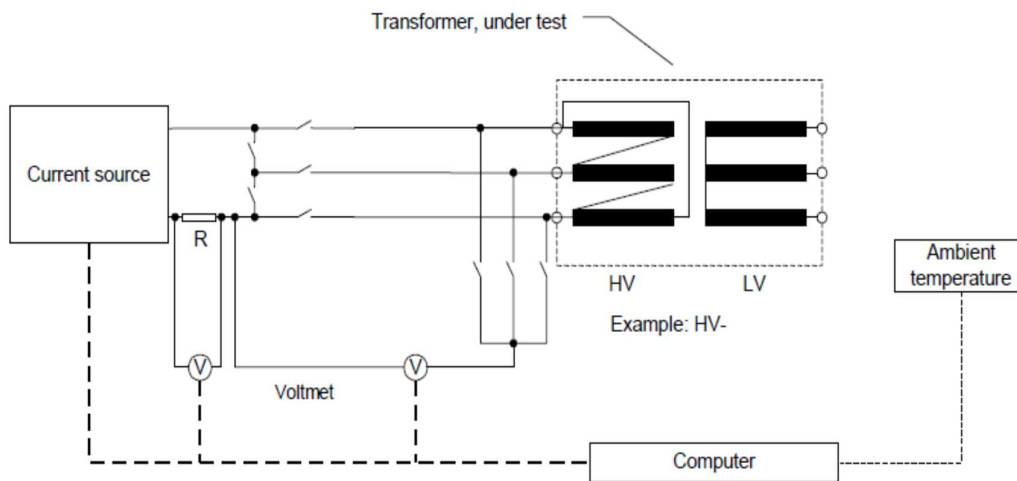 Transformer, under test
Current source
R
V
Voltmet
V
HV
LV
Example: HV-
Ambient
temperature
Computer